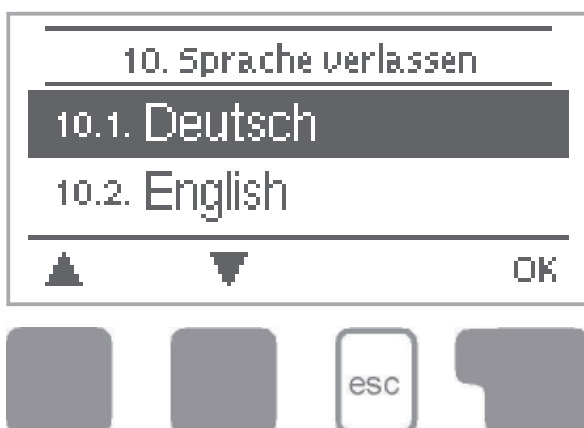 10. Sprache verlassen
10.1. Deutsch
10.2. English
OK
esc